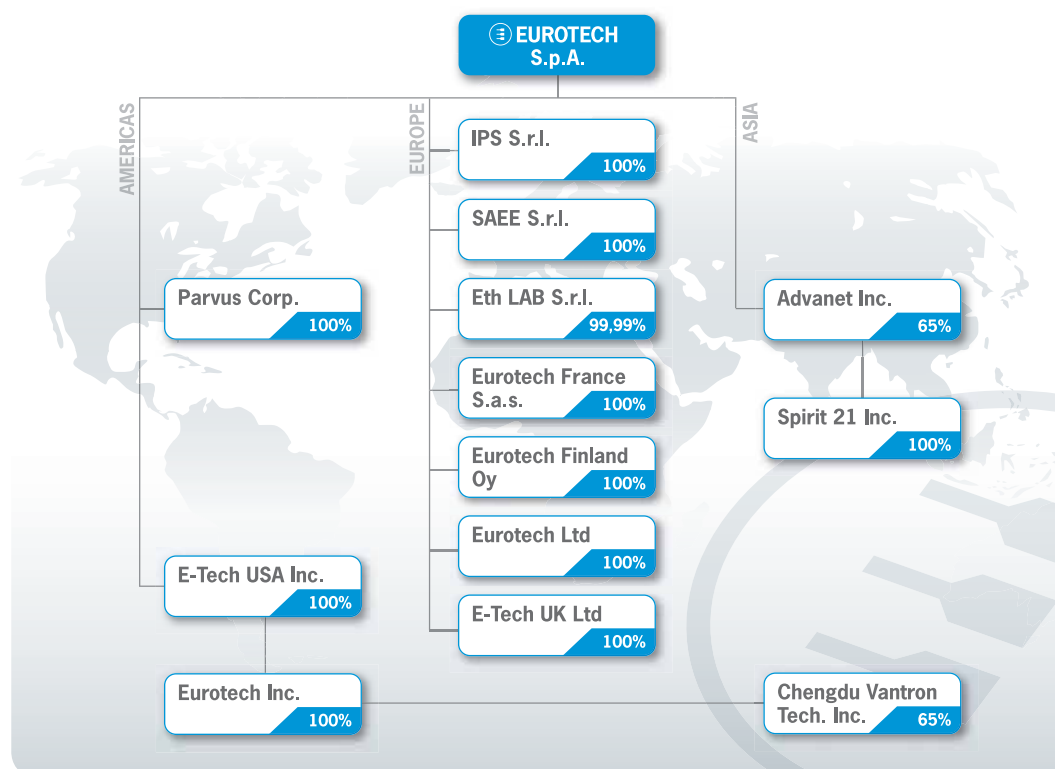 EUROTECH
S.p.A.
AMERICAS
EUROPE
ASIA
IPS S.r.l.
100%
SAEE S.r.l.
100%
Parvus Corp.
100%
Eth LAB S.r.l.
99,99%
Advanet Inc.
65%
Eurotech France
S.a.s.
100%
Spirit 21 Inc.
100%
Eurotech Finland
Oy
100%
Eurotech Ltd
100%
E-Tech USA Inc.
100%
E-Tech UK Ltd
100%
Eurotech Inc.
100%
Chengdu Vantron
Tech. Inc.
65%